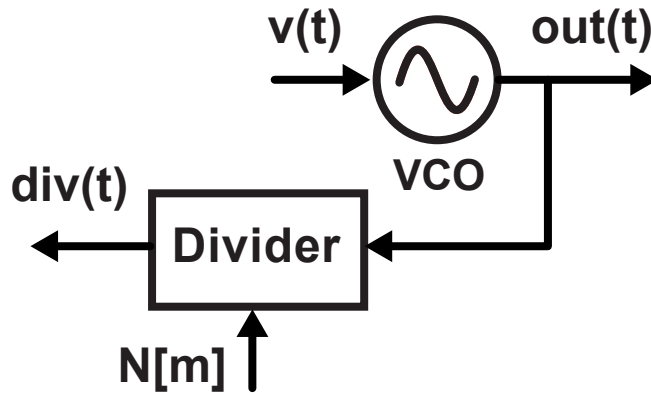 v(t)
out(t)
VCO
div(t)
Divider
N[m]